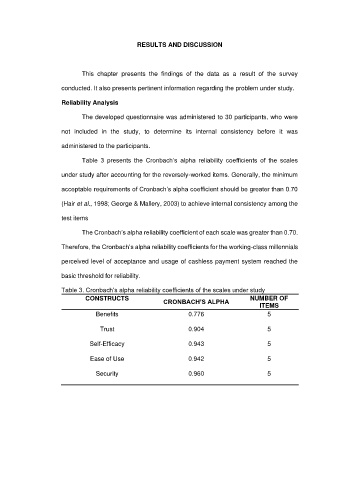 RESULTS AND DISCUSSION
This chapter presents the findings of the data as a result of the survey
conducted. It also presents pertinent information regarding the problem under study.
Reliability Analysis
The developed questionnaire was administered to 30 participants, who were
not included in the study, to determine its internal consistency before it was
administered to the participants.
Table 3 presents the Cronbach's alpha reliability coefficients of the scales
under study after accounting for the reversely-worked items. Generally, the minimum
acceptable requirements of Cronbach's alpha coefficient should be greater than 0.70
(Hair et al., 1998; George & Mallery, 2003) to achieve internal consistency among the
test items
The Cronbach's alpha reliability coefficient of each scale was greater than 0.70.
Therefore, the Cronbach's alpha reliability coefficients for the working-class millennials
perceived level of acceptance and usage of cashless payment system reached the
basic threshold for reliability.
Table 3. Cronbach's alpha reliability coefficients of the scales under study
CONSTRUCTS CRONBACH'S ALPHA NUMBER OF
ITEMS
Benefits 0.776 5
Trust 0.904 5
Self-Efficacy 0.943 5
Ease of Use 0.942 5
Security 0.960 5